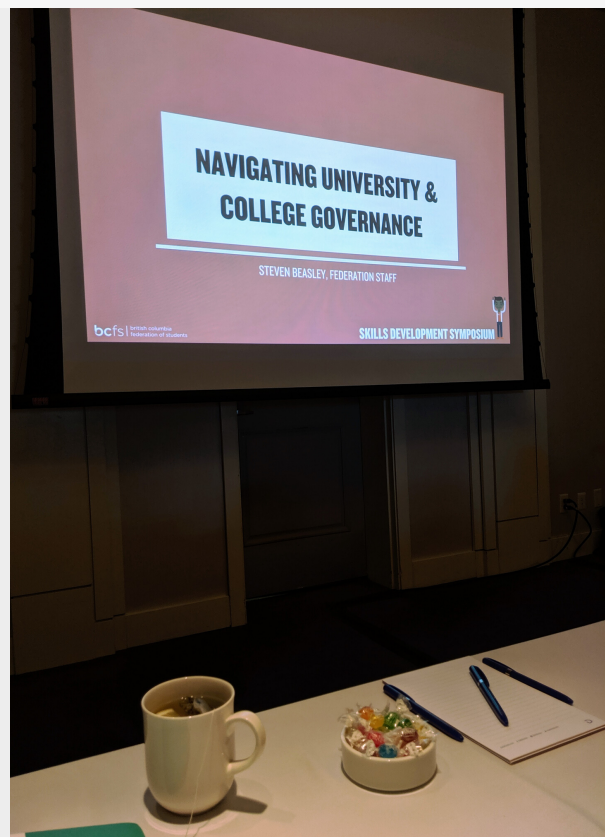 NAVIGATING UNIVERSITY &
COLLEGE GOVERNANCE
STEVEN BEASLEY, FEDERATION STAFF
bcfs
british columbia
federation of students
SKILLS DEVELOPMENT SYMPOSIUM